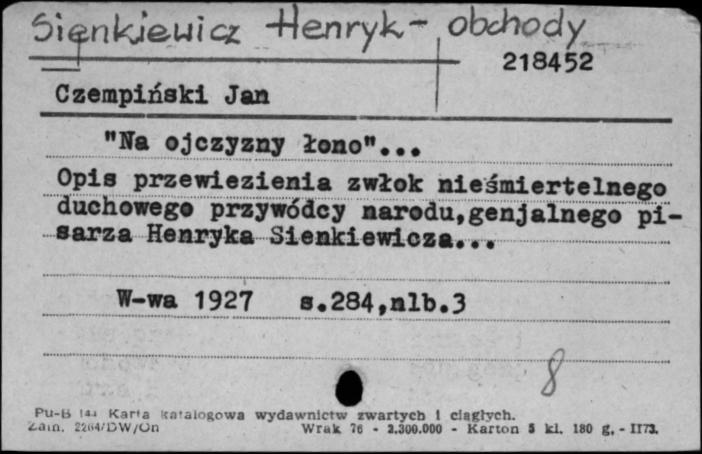 Sienkiewicz Henryk - obchody
218452
Czempiński Jan
"Na ojczyzny łono"...
Opis przewiezienia zwłok nieśmiertelnego
duchowego przywódcy narodu,genjalnego pi-
sarza Henryka Sienkiewicza...
W-wa 1927 s.284,nlb.3
8
Pu-B 144 Karta katalogowa wydawnictw zwartych i ciągłych.
Zam. 2264/DW/On Wrak 76 - 2.300.000 - Karton 5 kl. 180 g. - II73.